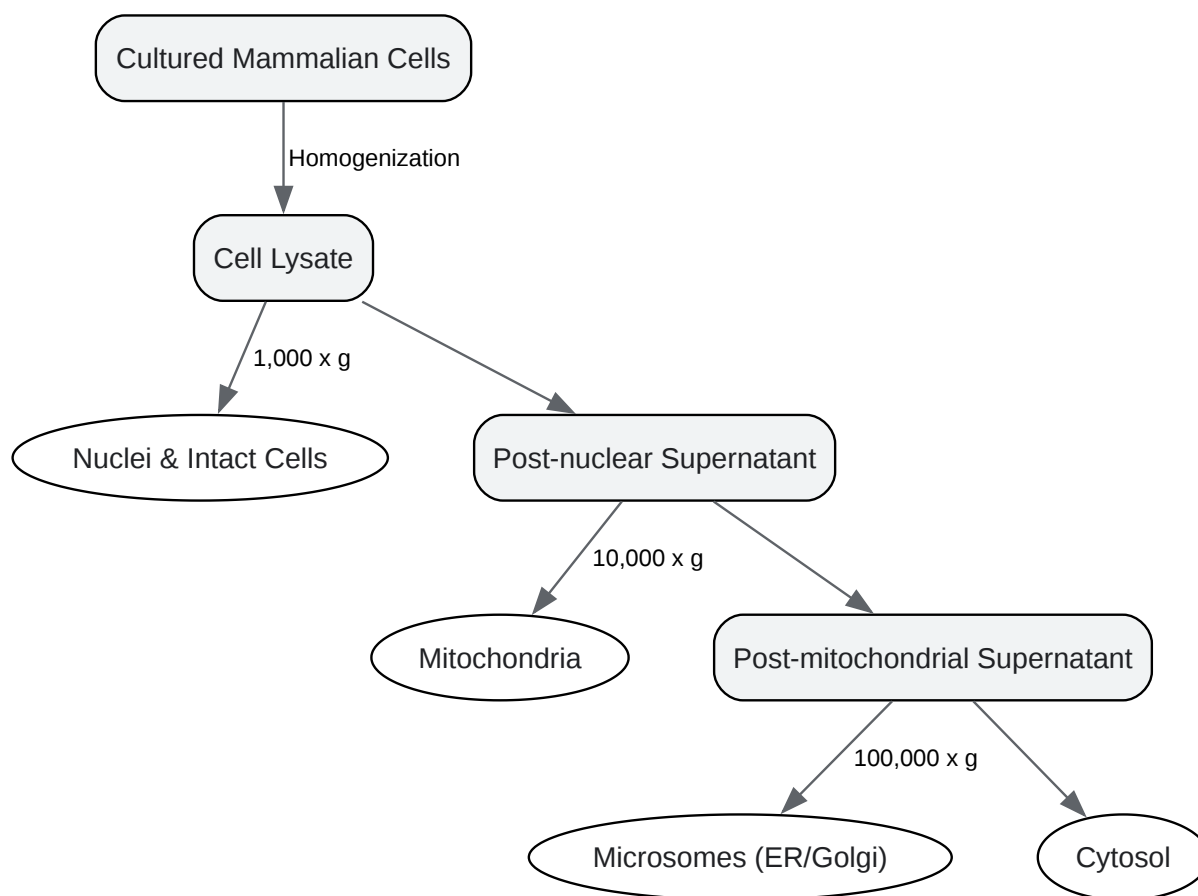 Cultured Mammalian Cells
Homogenization
Cell Lysate
1,000 x g
Nuclei & Intact Cells
Post-nuclear Supernatant
10,000 x g
Mitochondria
Post-mitochondrial Supernatant
100,000 x g
Microsomes (ER/Golgi)
Cytosol